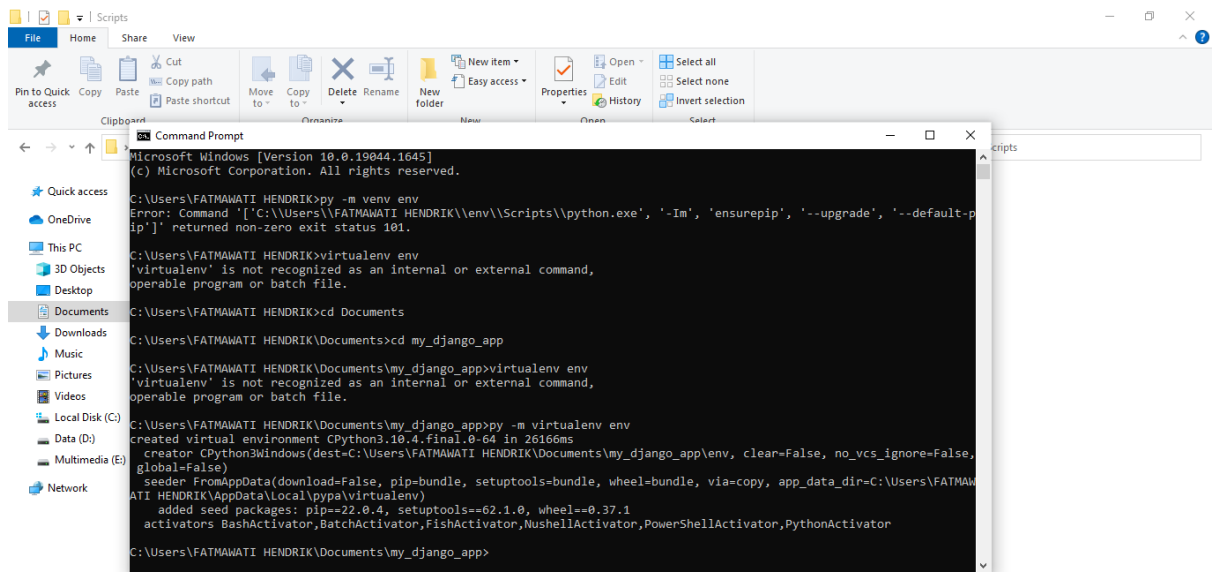 Scripts
File Home Share View
Pin to Quick access
Copy
Paste
Cut
Copy path
Paste shortcut
Move to
Copy to
Delete
Rename
New folder
New item
Easy access
Properties
Open
Edit
History
Select all
Select none
Invert selection
Clipboard Organize New Open Select
Command Prompt
cripts
Quick access
OneDrive
This PC
3D Objects
Desktop
Documents
Downloads
Music
Pictures
Videos
Local Disk (C:)
Data (D:)
Multimedia (E:)
Network
Microsoft Windows [Version 10.0.19044.1645]
(c) Microsoft Corporation. All rights reserved.
C:\Users\FATMAWATI HENDRIK>py -m venv env
Error: Command '['C:\\Users\\FATMAWATI HENDRIK\\env\\Scripts\\python.exe', '-Im', 'ensurepip', '--upgrade', '--default-p
ip']' returned non-zero exit status 101.
C:\Users\FATMAWATI HENDRIK>virtualenv env
'virtualenv' is not recognized as an internal or external command,
operable program or batch file.
C:\Users\FATMAWATI HENDRIK>cd Documents
C:\Users\FATMAWATI HENDRIK\Documents>cd my_django_app
C:\Users\FATMAWATI HENDRIK\Documents\my_django_app>virtualenv env
'virtualenv' is not recognized as an internal or external command,
operable program or batch file.
C:\Users\FATMAWATI HENDRIK\Documents\my_django_app>py -m virtualenv env
created virtual environment CPython3.10.4.final.0-64 in 26166ms
creator CPython3Windows(dest=C:\Users\FATMAWATI HENDRIK\Documents\my_django_app\env, clear=False, no_vcs_ignore=False,
global=False)
seeder FromAppData(download=False, pip=bundle, setuptools=bundle, wheel=bundle, via=copy, app_data_dir=C:\Users\FATMAW
ATI HENDRIK\AppData\Local\pypa\virtualenv)
added seed packages: pip==22.0.4, setuptools==62.1.0, wheel==0.37.1
activators BashActivator,BatchActivator,FishActivator,NushellActivator,PowerShellActivator,PythonActivator
C:\Users\FATMAWATI HENDRIK\Documents\my_django_app>